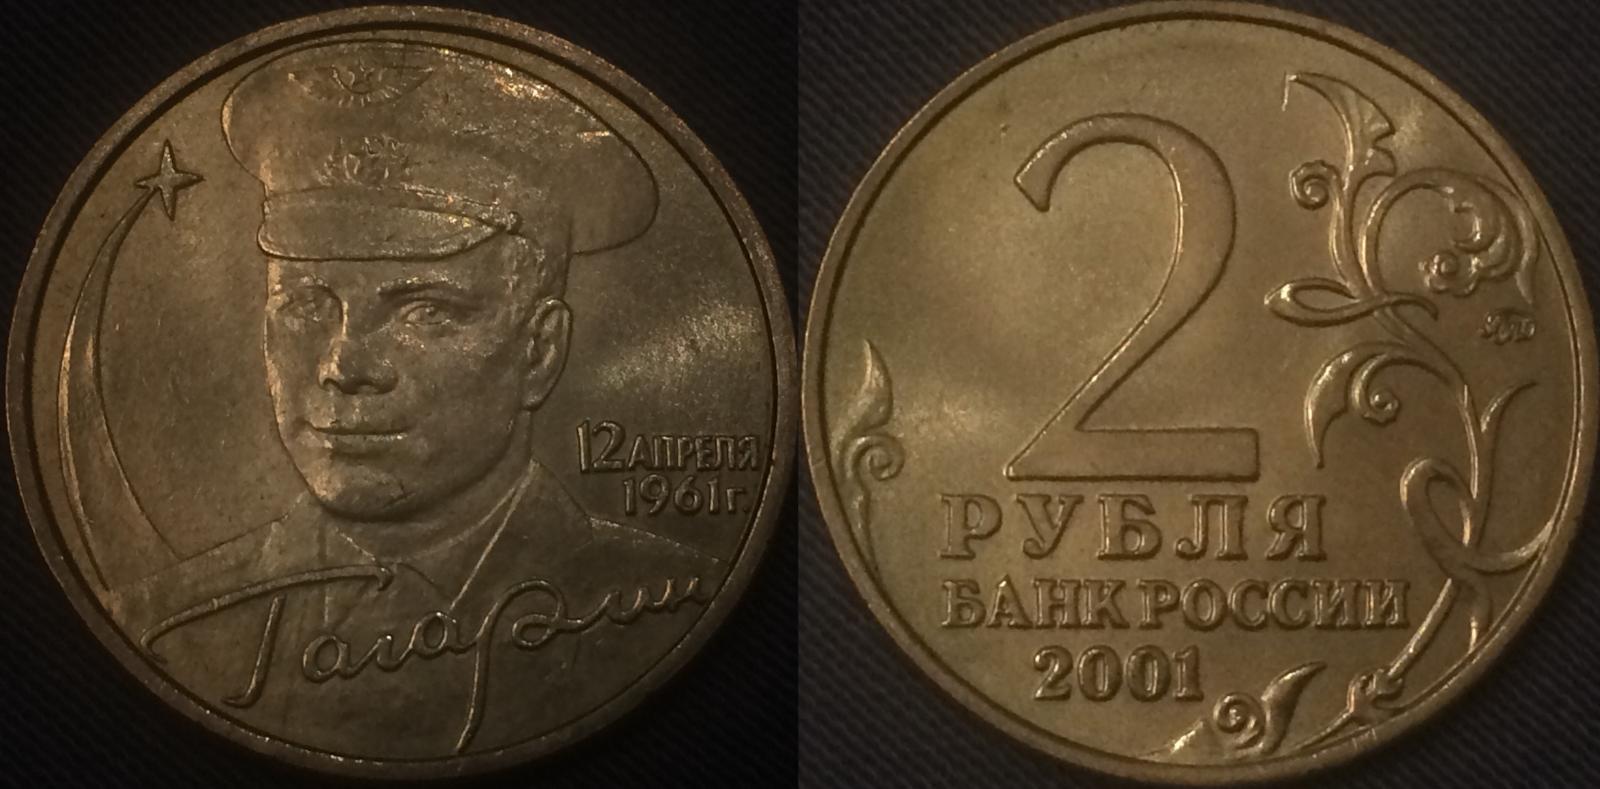 12 АПРЕЛЯ
1961 г.
Гагарин
2
РУБЛЯ
БАНК РОССИИ
2001